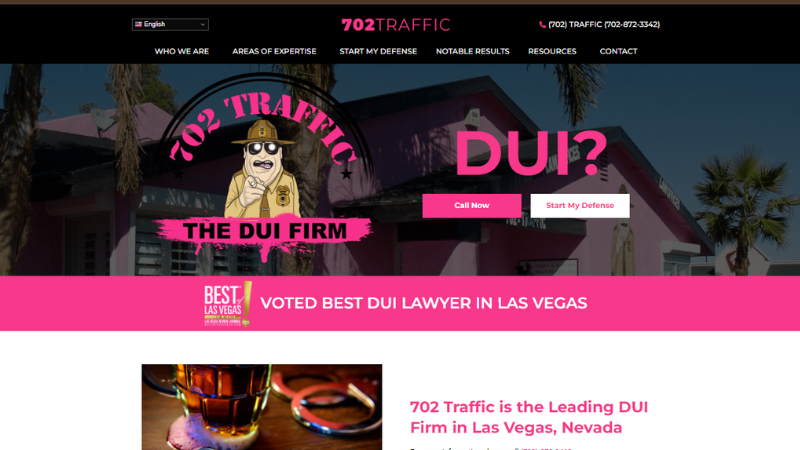 English
702TRAFFIC
(702) TRAFFIC (702-872-3342)
WHO WE ARE
AREAS OF EXPERTISE
START MY DEFENSE
NOTABLE RESULTS
RESOURCES
CONTACT
702 TRAFFIC
THE DUI FIRM
DUI?
Call Now
Start My Defense
BEST of
LAS VEGAS
VOTED BEST DUI LAWYER IN LAS VEGAS
702 Traffic is the Leading DUI
Firm in Las Vegas, Nevada